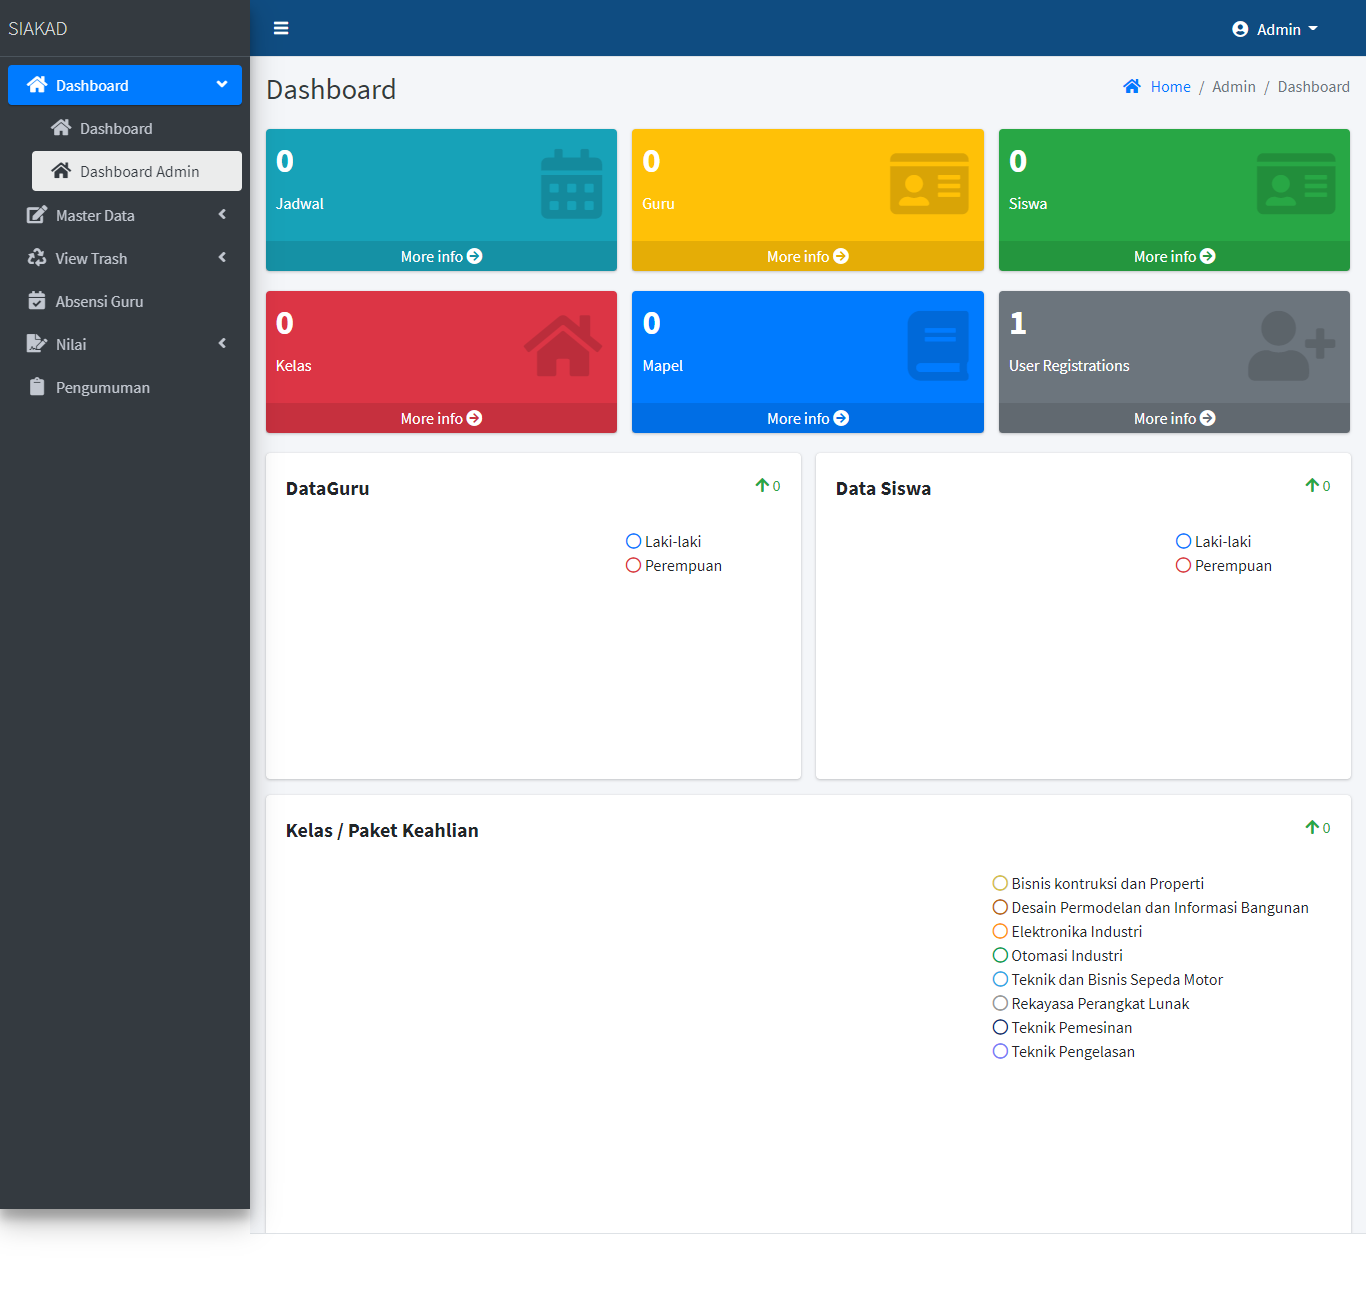 SIAKAD
Admin
Dashboard
Dashboard
Dashboard Admin
Master Data
View Trash
Absensi Guru
Nilai
Pengumuman
Dashboard
Home / Admin / Dashboard
0
Jadwal
More info
0
Guru
More info
0
Siswa
More info
0
Kelas
More info
0
Mapel
More info
1
User Registrations
More info
DataGuru
0
Laki-laki
Perempuan
Data Siswa
0
Laki-laki
Perempuan
Kelas / Paket Keahlian
0
Bisnis kontruksi dan Properti
Desain Permodelan dan Informasi Bangunan
Elektronika Industri
Otomasi Industri
Teknik dan Bisnis Sepeda Motor
Rekayasa Perangkat Lunak
Teknik Pemesinan
Teknik Pengelasan